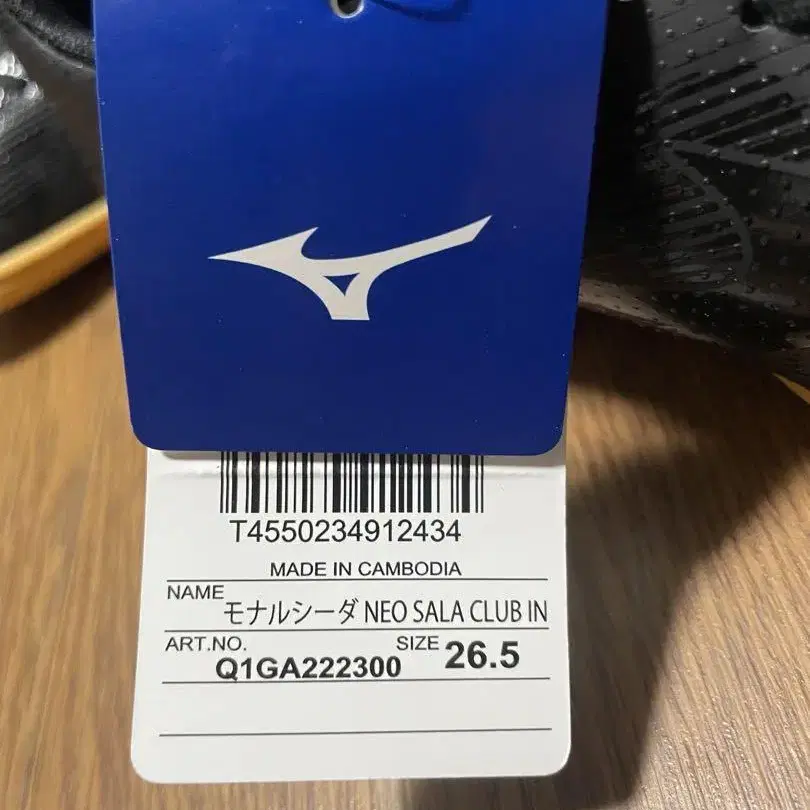 T4550234912434
MADE IN CAMBODIA
NAME モナルシーダ NEO SALA CLUB IN
ART.NO. Q1GA222300 SIZE 26.5